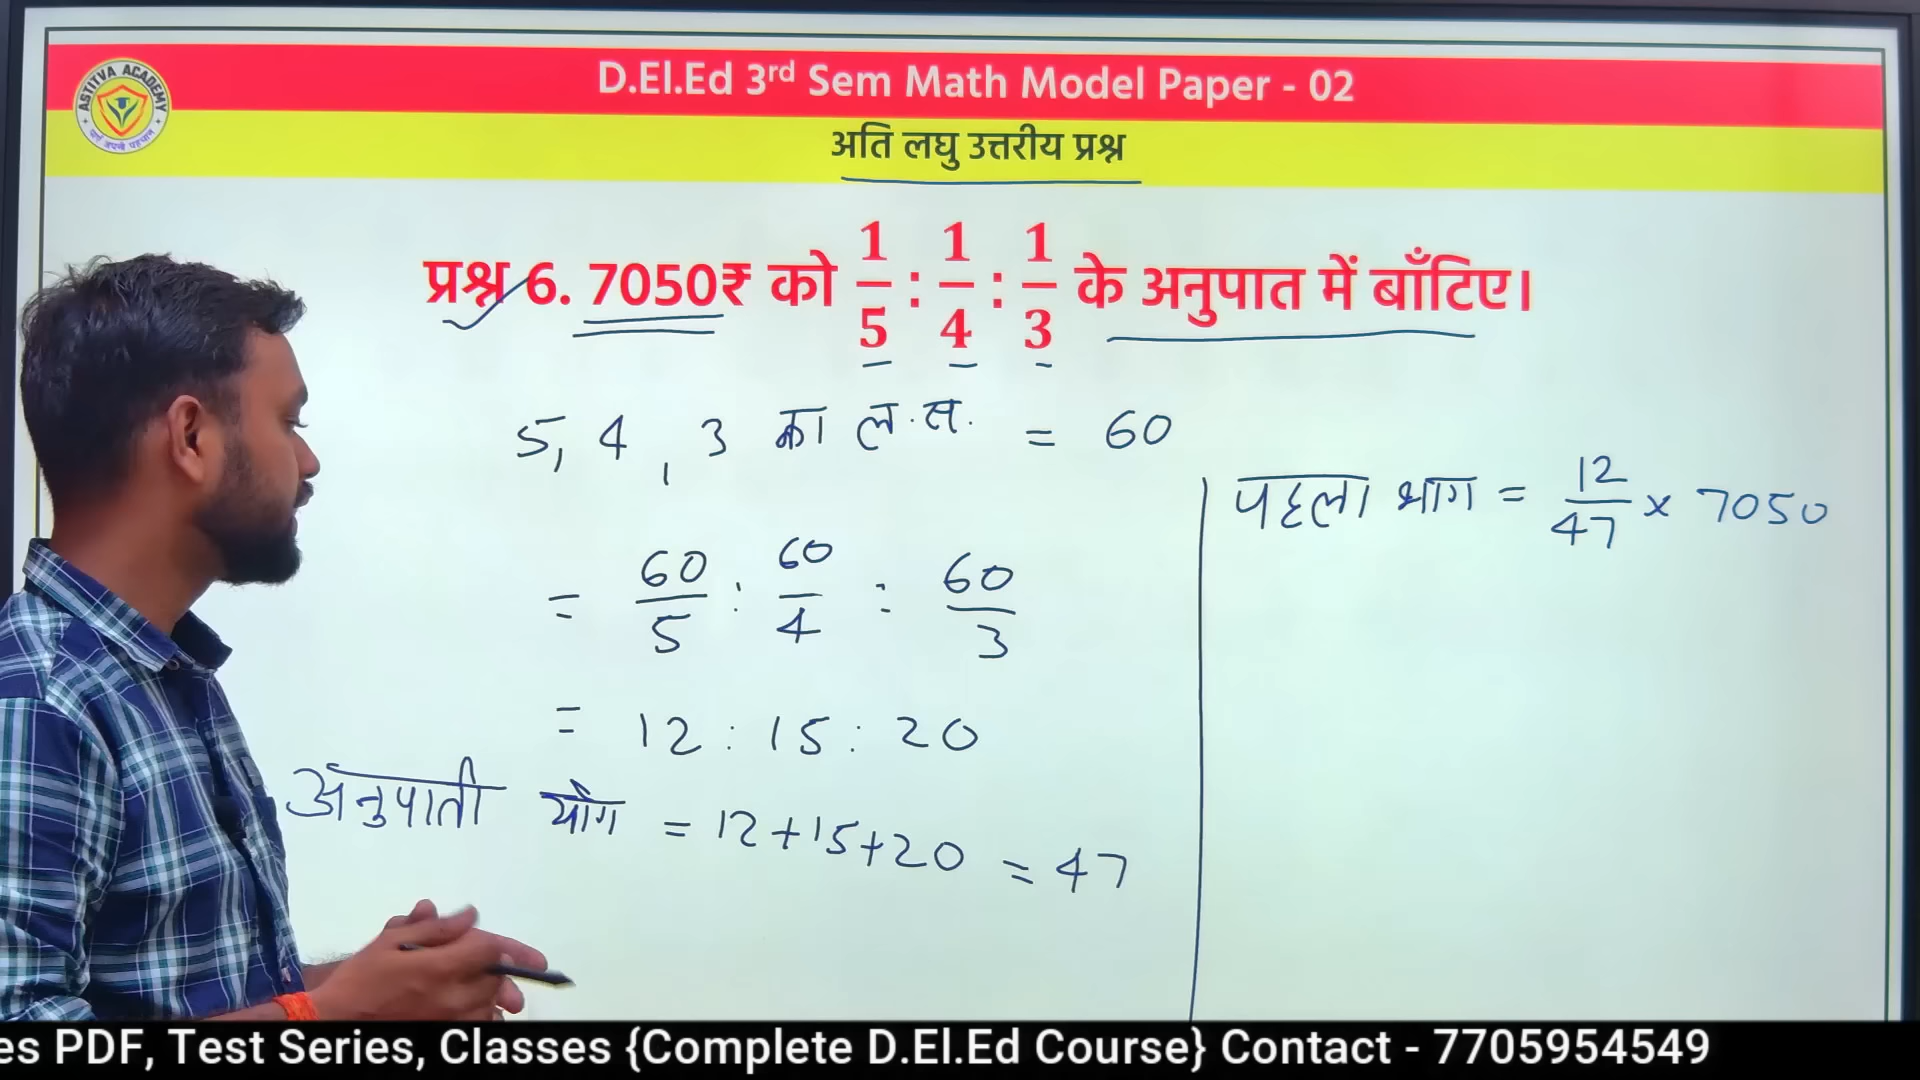 D.El.Ed 3rd Sem Math Model Paper - 02
ASTITVA ACADEMY
अति लघु उत्तरीय प्रश्न
प्रश्न 6. 7050₹ को 1/5 : 1/4 : 1/3 के अनुपात में बाँटिए।
5, 4, 3 का ल.स. = 60
= 60/5 : 60/4 : 60/3
= 12 : 15 : 20
अनुपाती योग = 12+15+20 = 47
पहला भाग = 12/47 × 7050
es PDF, Test Series, Classes {Complete D.El.Ed Course} Contact - 7705954549